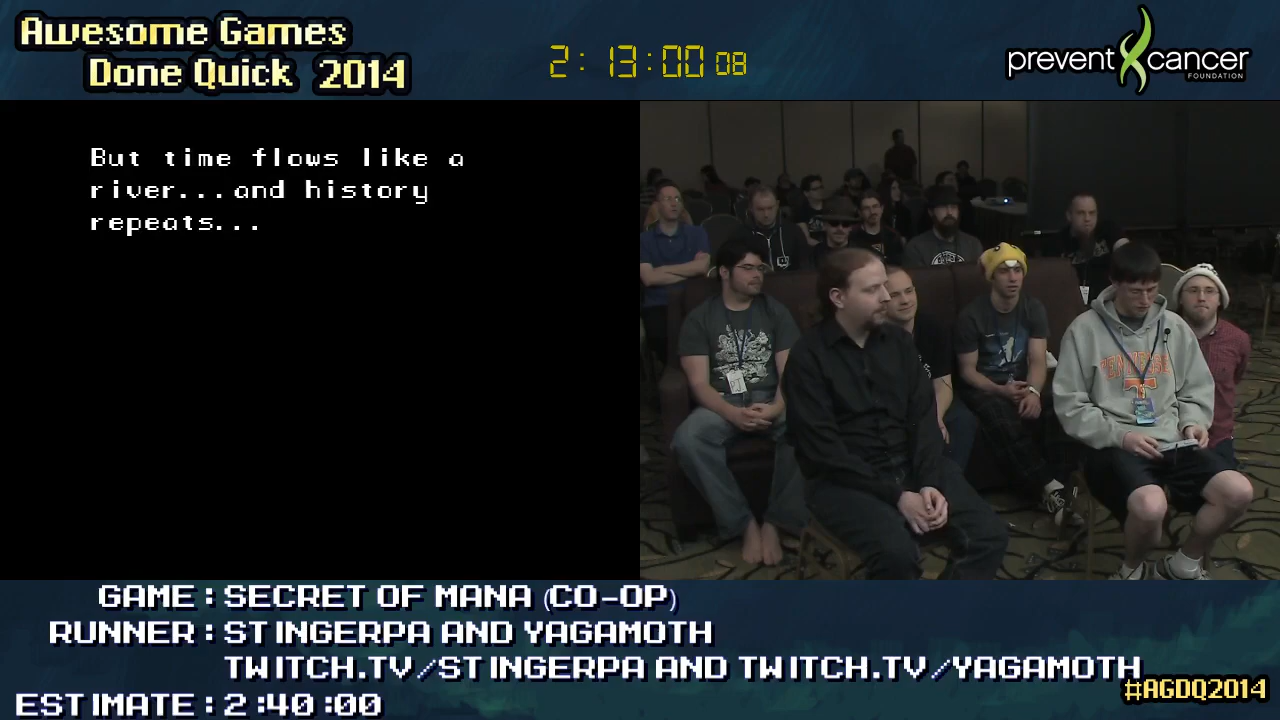 Awesome Games
Done Quick 2014
2:13:00 08
prevent cancer
FOUNDATION
But time flows like a
river...and history
repeats...
TENNESSEE
T
GAME : SECRET OF MANA (CO-OP)
RUNNER : STINGERPA AND YAGAMOTH
TWITCH.TV/STINGERPA AND TWITCH.TV/YAGAMOTH
ESTIMATE : 2:40:00
#AGDQ2014